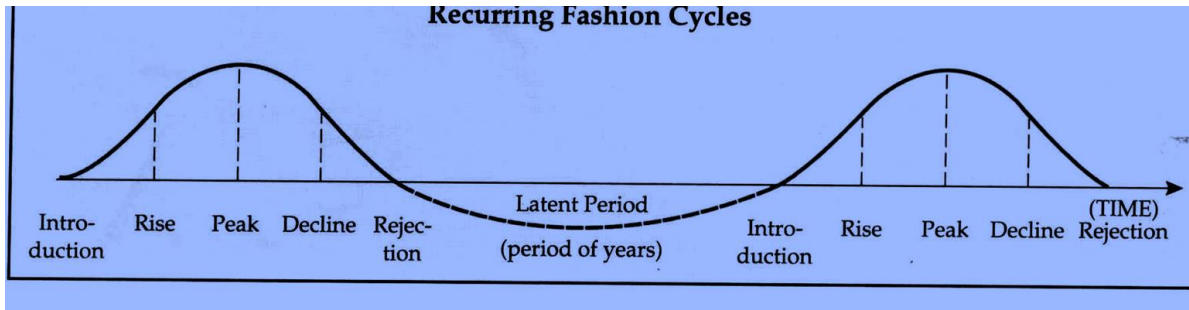 Recurring Fashion Cycles
Intro-
duction
Rise
Peak
Decline
Rejec-
tion
Latent Period
(period of years)
Intro-
duction
Rise
Peak
Decline
(TIME)
Rejection